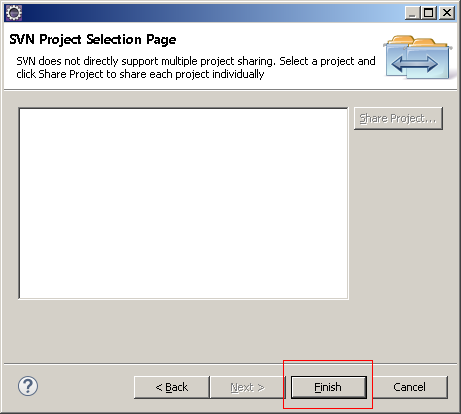 SVN Project Selection Page
SVN does not directly support multiple project sharing. Select a project and
click Share Project to share each project individually
Share Project...
?
< Back
Next >
Finish
Cancel